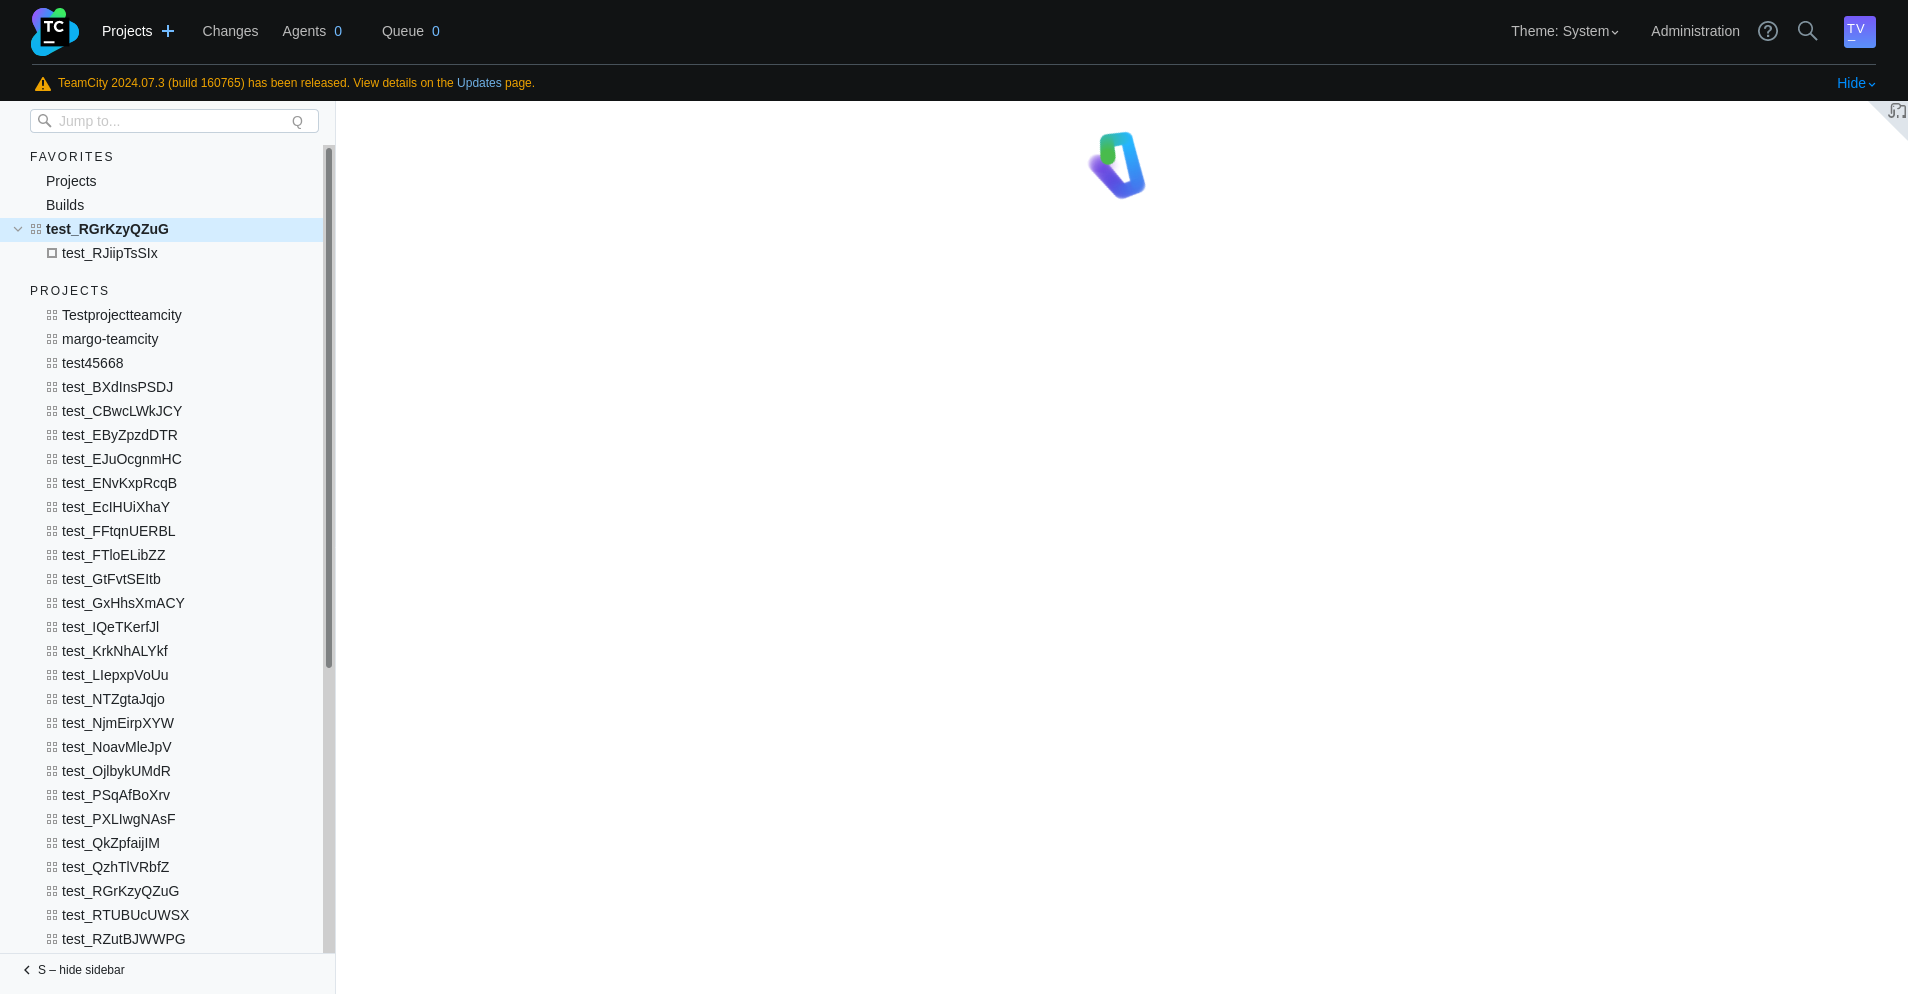 TC
Projects
Changes
Agents 0
Queue 0
Theme: System
Administration
TV
TeamCity 2024.07.3 (build 160765) has been released. View details on the Updates page.
Hide
Jump to...
Q
FAVORITES
Projects
Builds
test_RGrKzyQZuG
test_RJiipTsSIx
PROJECTS
Testprojectteamcity
margo-teamcity
test45668
test_BXdInsPSDJ
test_CBwcLWkJCY
test_EByZpzdDTR
test_EJuOcgnmHC
test_ENvKxpRcqB
test_EcIHUiXhaY
test_FFtqnUERBL
test_FTloELibZZ
test_GtFvtSEItb
test_GxHhsXmACY
test_IQeTKerfJl
test_KrkNhALYkf
test_LIepxpVoUu
test_NTZgtaJqjo
test_NjmEirpXYW
test_NoavMleJpV
test_OjlbykUMdR
test_PSqAfBoXrv
test_PXLIwgNAsF
test_QkZpfaijIM
test_QzhTlVRbfZ
test_RGrKzyQZuG
test_RTUBUcUWSX
test_RZutBJWWPG
S – hide sidebar